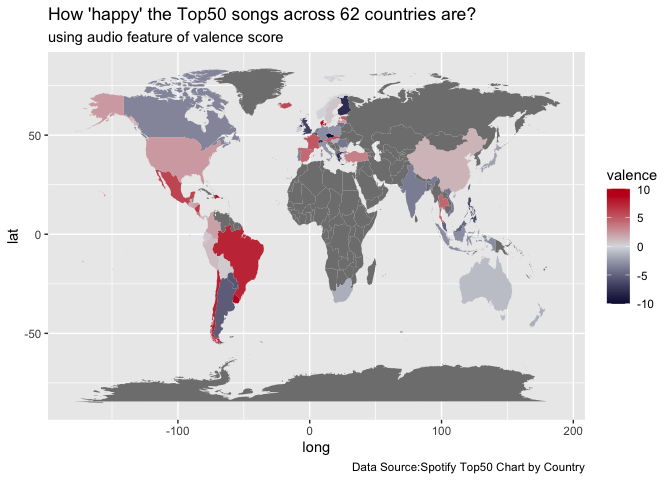 How 'happy' the Top50 songs across 62 countries are?
using audio feature of valence score
50
0
-50
lat
-100
0
100
200
long
valence
10
5
0
-5
-10
Data Source:Spotify Top50 Chart by Country